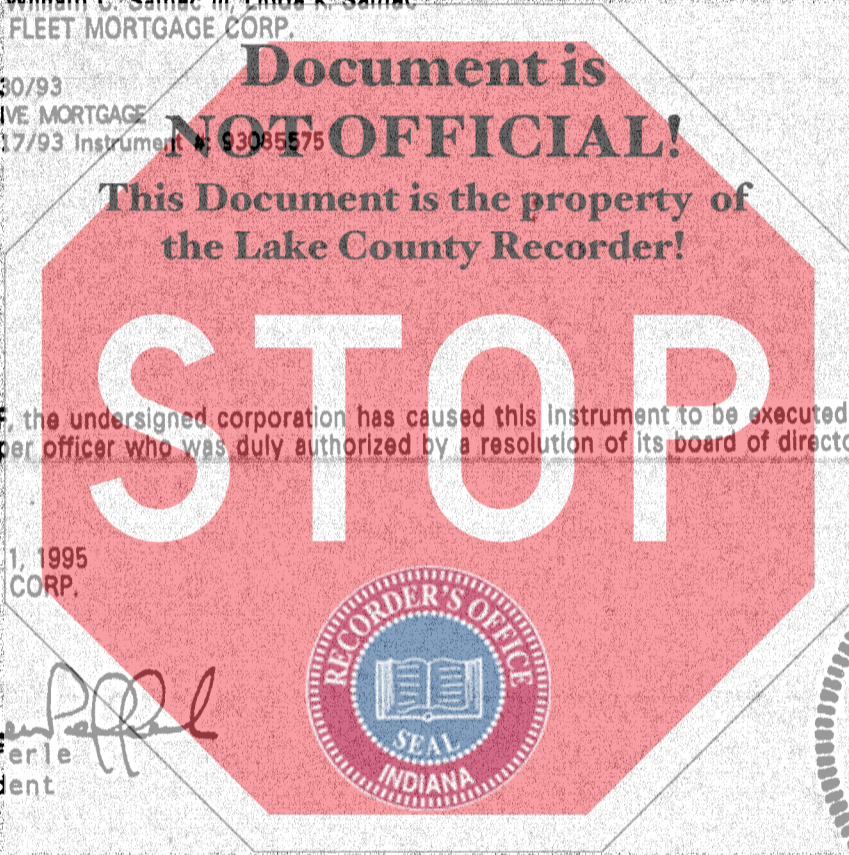 FLEET MORTGAGE CORP.
Document is
30/93
VE MORTGAGE
NOT OFFICIAL!
17/93 Instrument #: 93085575
This Document is the property of
the Lake County Recorder!
STOP
, the undersigned corporation has caused this instrument to be executed
per officer who was duly authorized by a resolution of its board of directo
1, 1995
CORP.
RECORDER'S OFFICE
SEAL
INDIANA
erle
dent